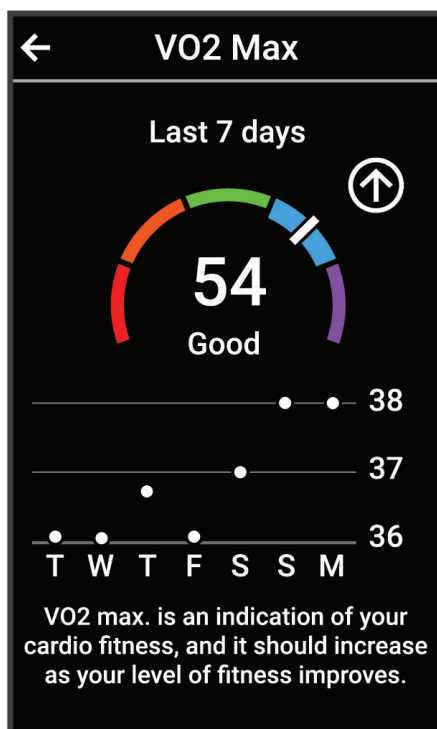 VO2 Max
Last 7 days
54
Good
38
37
36
T W T F S S M
VO2 max. is an indication of your
cardio fitness, and it should increase
as your level of fitness improves.